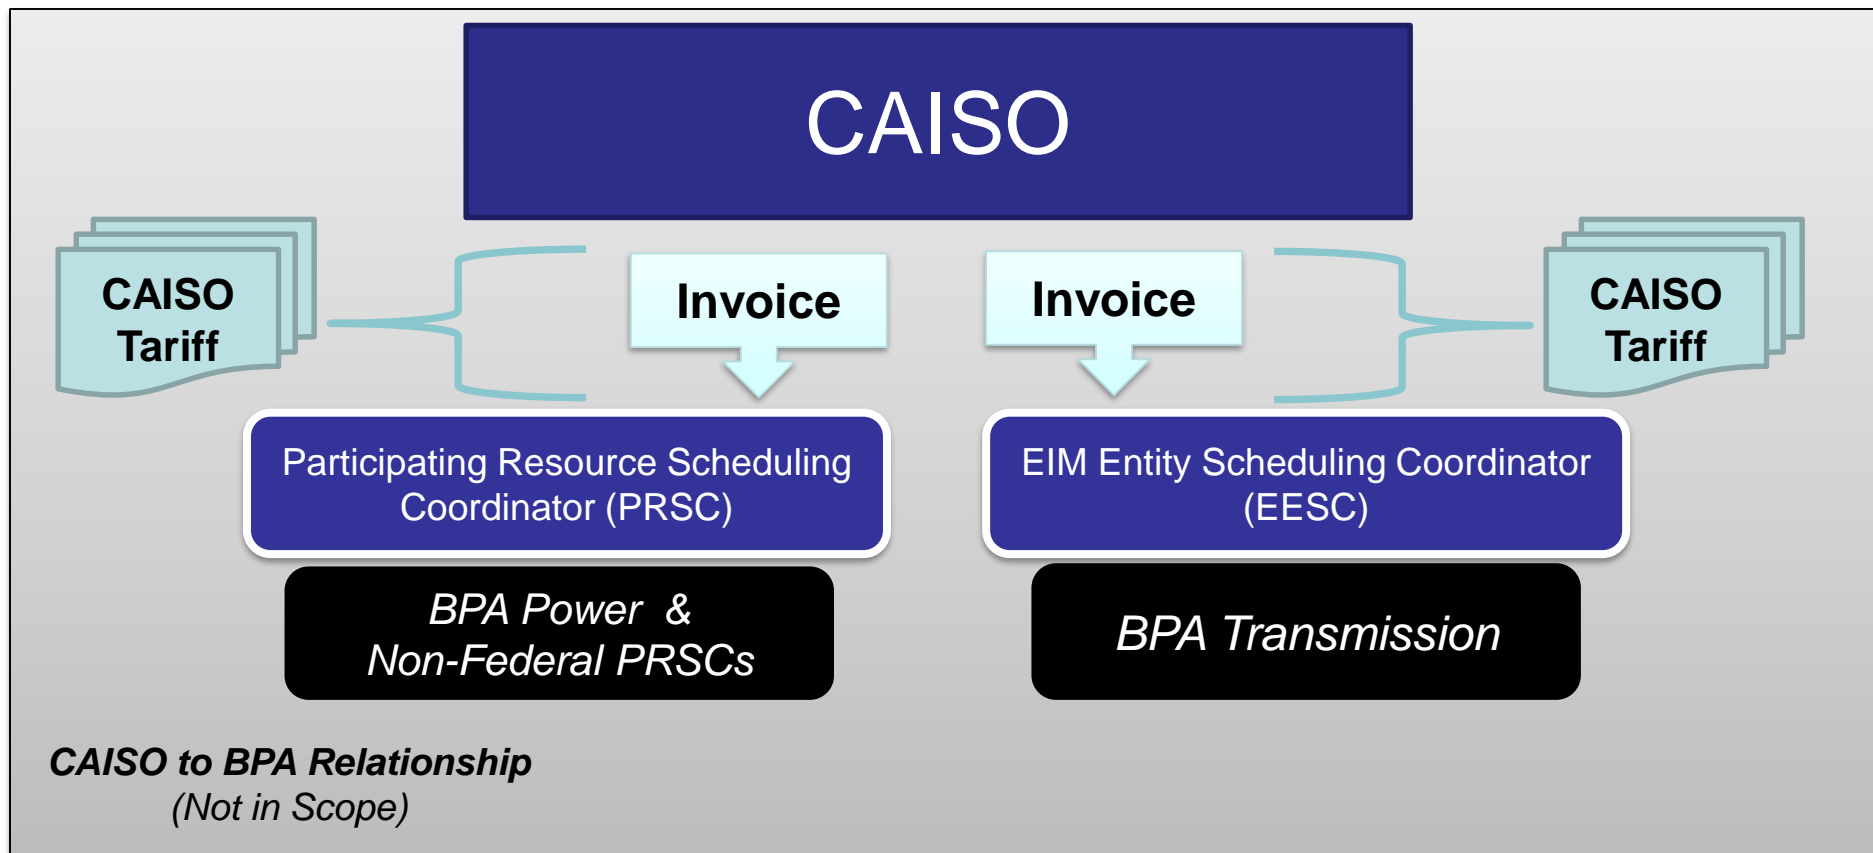 CAISO
CAISO
Tariff
Invoice
Invoice
CAISO
Tariff
Participating Resource Scheduling
Coordinator (PRSC)
EIM Entity Scheduling Coordinator
(EESC)
BPA Power &
Non-Federal PRSCs
BPA Transmission
CAISO to BPA Relationship
(Not in Scope)